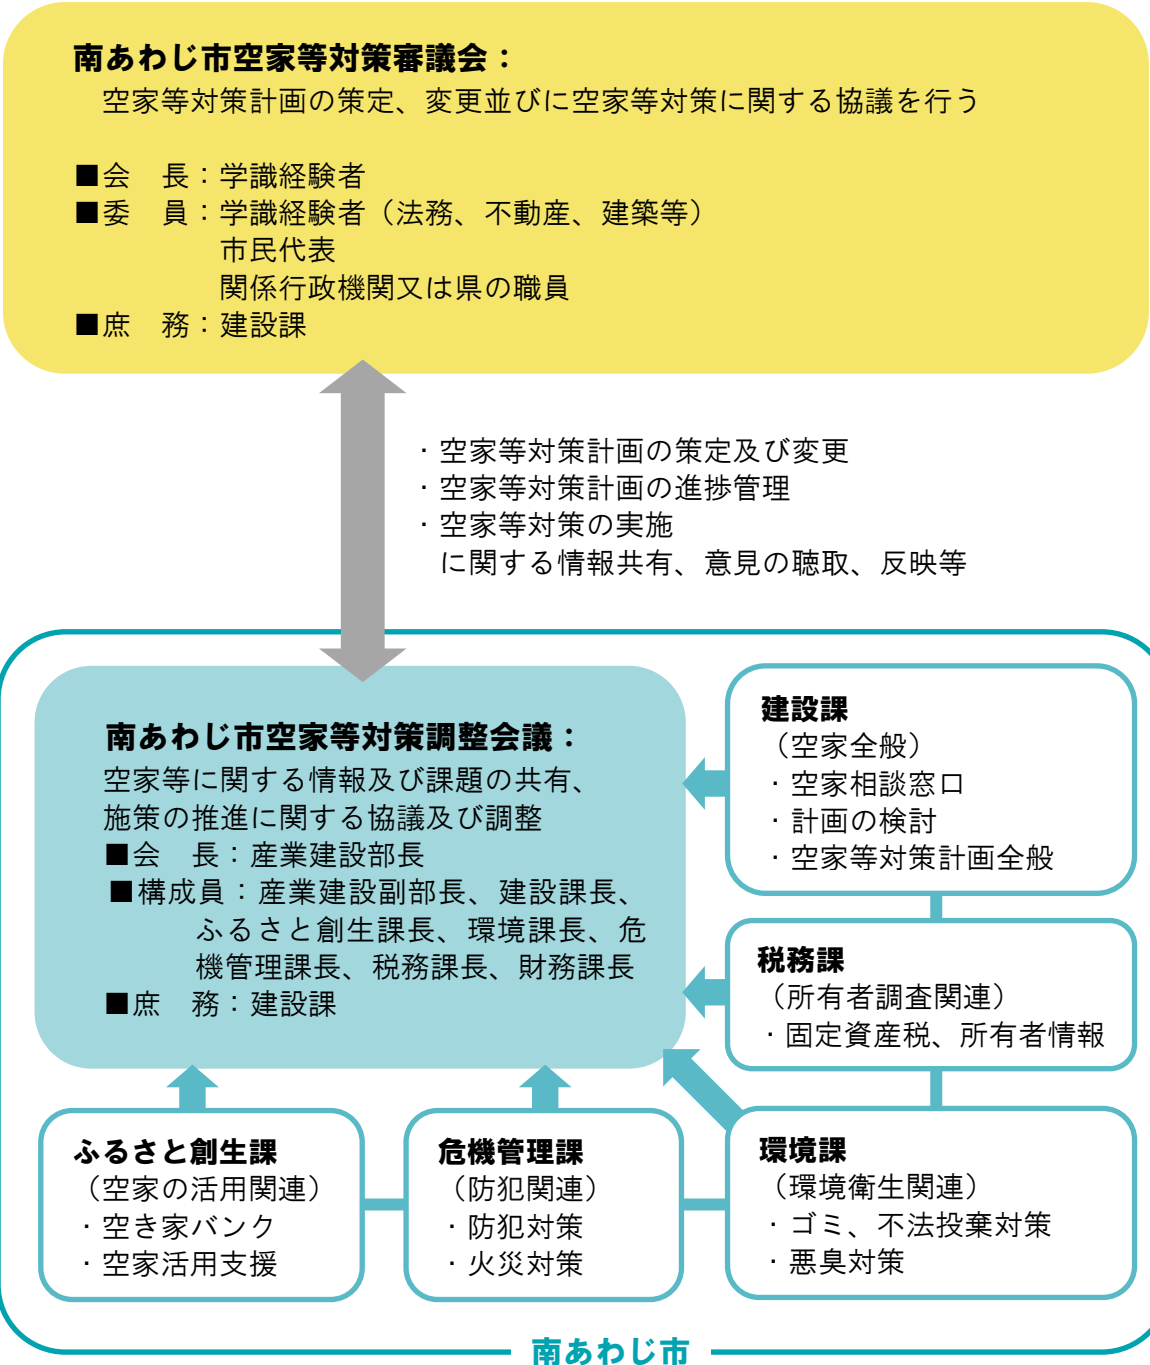 南あわじ市空家等対策審議会：
空家等対策計画の策定、変更並びに空家等対策に関する協議を行う
■会　長：学識経験者
■委　員：学識経験者（法務、不動産、建築等）
市民代表
関係行政機関又は県の職員
■庶　務：建設課
・空家等対策計画の策定及び変更
・空家等対策計画の進捗管理
・空家等対策の実施
に関する情報共有、意見の聴取、反映等
南あわじ市空家等対策調整会議：
空家等に関する情報及び課題の共有、
施策の推進に関する協議及び調整
■会　長：産業建設部長
■構成員：産業建設副部長、建設課長、
ふるさと創生課長、環境課長、危
機管理課長、税務課長、財務課長
■庶　務：建設課
建設課
（空家全般）
・空家相談窓口
・計画の検討
・空家等対策計画全般
税務課
（所有者調査関連）
・固定資産税、所有者情報
ふるさと創生課
（空家の活用関連）
・空き家バンク
・空家活用支援
危機管理課
（防犯関連）
・防犯対策
・火災対策
環境課
（環境衛生関連）
・ゴミ、不法投棄対策
・悪臭対策
南あわじ市